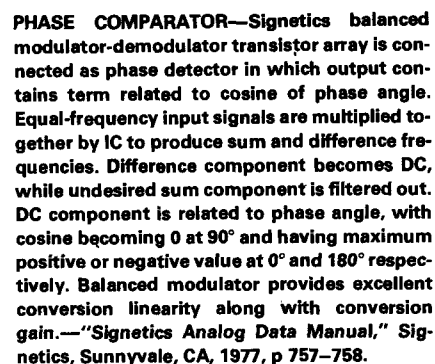 PHASE COMPARATOR—Signetics balanced
modulator-demodulator transistor array is con-
nected as phase detector in which output con-
tains term related to cosine of phase angle.
Equal-frequency input signals are multiplied to-
gether by IC to produce sum and difference fre-
quencies. Difference component becomes DC,
while undesired sum component is filtered out.
DC component is related to phase angle, with
cosine becoming 0 at 90° and having maximum
positive or negative value at 0° and 180° respec-
tively. Balanced modulator provides excellent
conversion linearity along with conversion
gain.—"Signetics Analog Data Manual," Sig-
netics, Sunnyvale, CA, 1977, p 757–758.